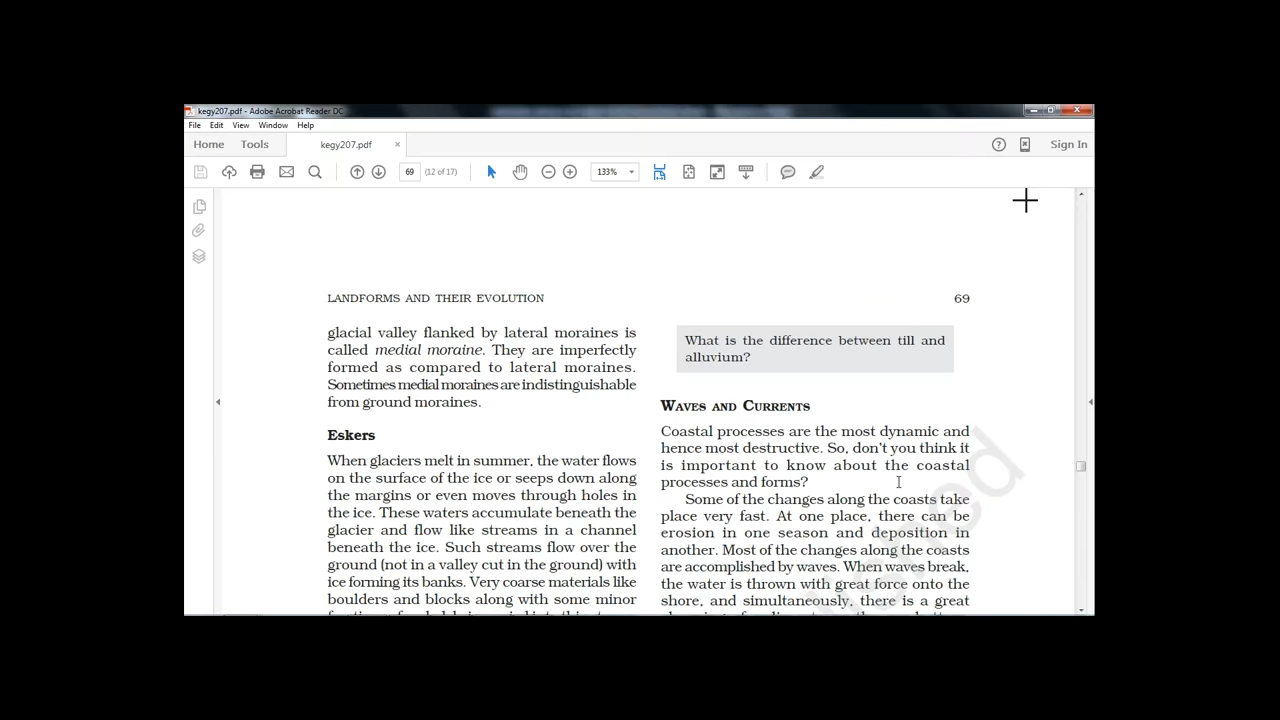 kegy207.pdf - Adobe Acrobat Reader DC
File Edit View Window Help
Home Tools kegy207.pdf × Sign In
69 (12 of 17) 133%
LANDFORMS AND THEIR EVOLUTION 69
glacial valley flanked by lateral moraines is
called medial moraine. They are imperfectly
formed as compared to lateral moraines.
Sometimes medial moraines are indistinguishable
from ground moraines.
Eskers
When glaciers melt in summer, the water flows
on the surface of the ice or seeps down along
the margins or even moves through holes in
the ice. These waters accumulate beneath the
glacier and flow like streams in a channel
beneath the ice. Such streams flow over the
ground (not in a valley cut in the ground) with
ice forming its banks. Very coarse materials like
boulders and blocks along with some minor
What is the difference between till and
alluvium?
WAVES AND CURRENTS
Coastal processes are the most dynamic and
hence most destructive. So, don't you think it
is important to know about the coastal
processes and forms?
Some of the changes along the coasts take
place very fast. At one place, there can be
erosion in one season and deposition in
another. Most of the changes along the coasts
are accomplished by waves. When waves break,
the water is thrown with great force onto the
shore, and simultaneously, there is a great